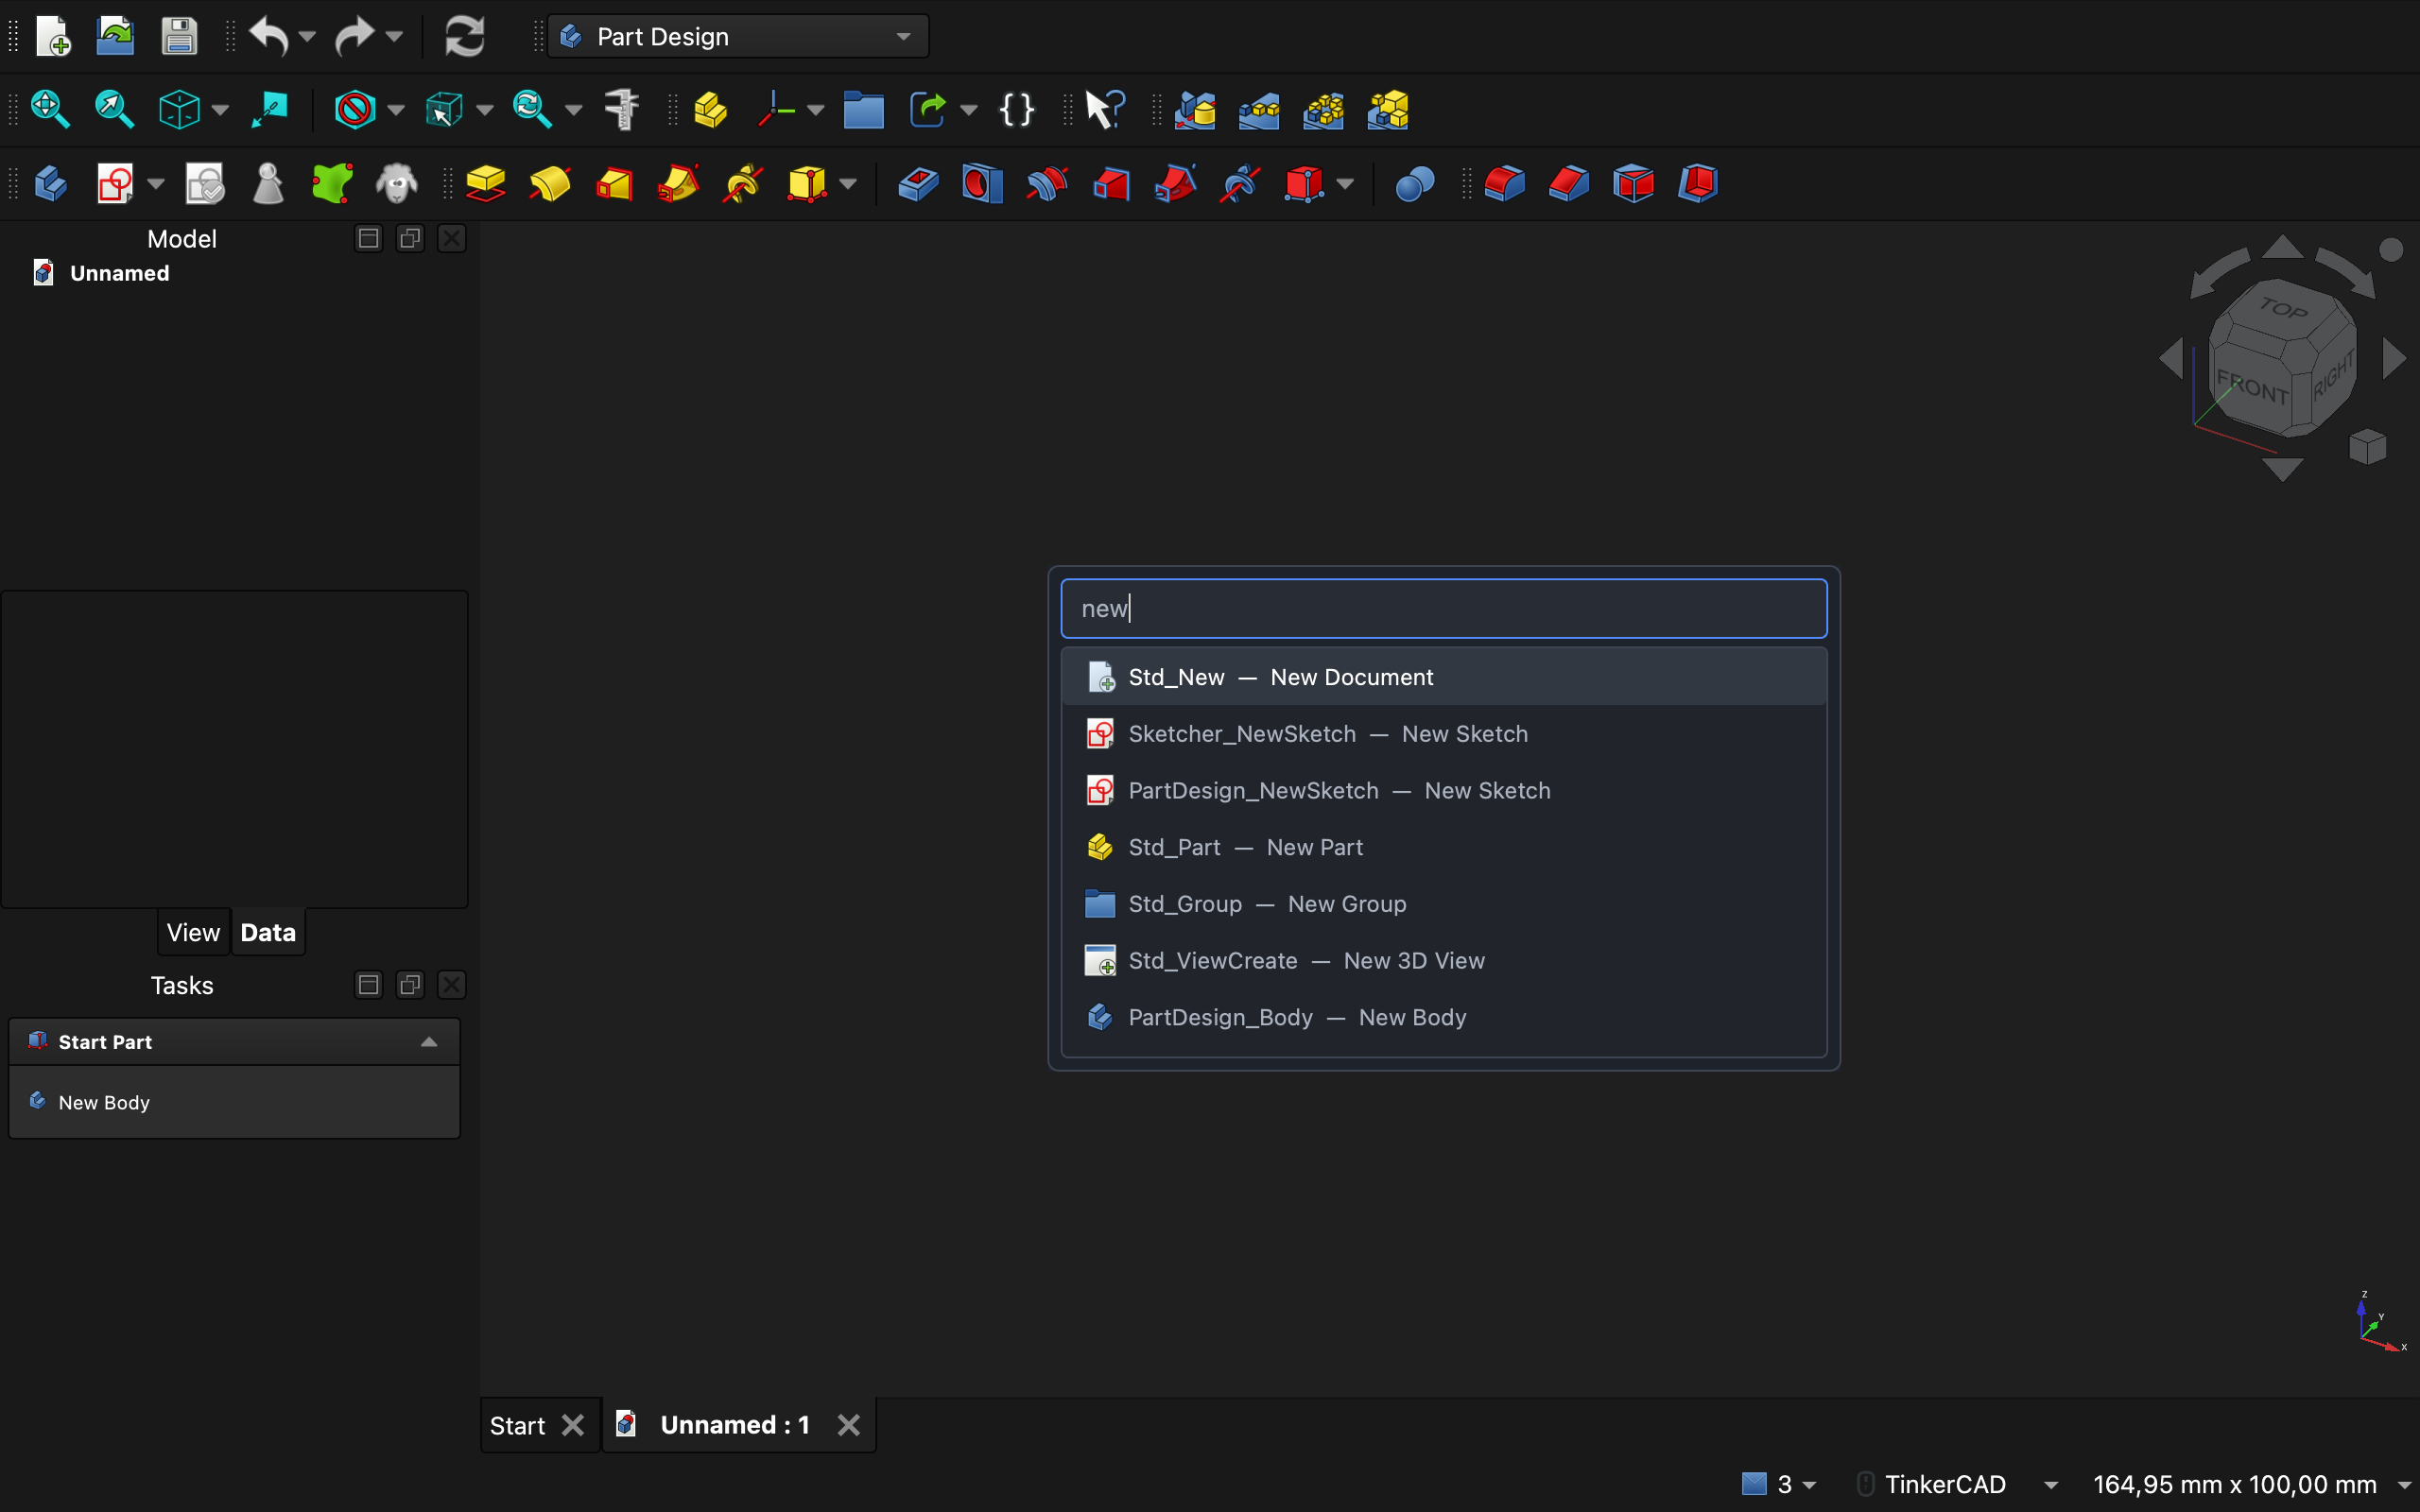 Part Design
Model
Unnamed
TOP
FRONT
RIGHT
new
Std_New — New Document
Sketcher_NewSketch — New Sketch
PartDesign_NewSketch — New Sketch
Std_Part — New Part
Std_Group — New Group
Std_ViewCreate — New 3D View
PartDesign_Body — New Body
View Data
Tasks
Start Part
New Body
Z
Y
X
Start
Unnamed : 1
3
TinkerCAD
164,95 mm x 100,00 mm